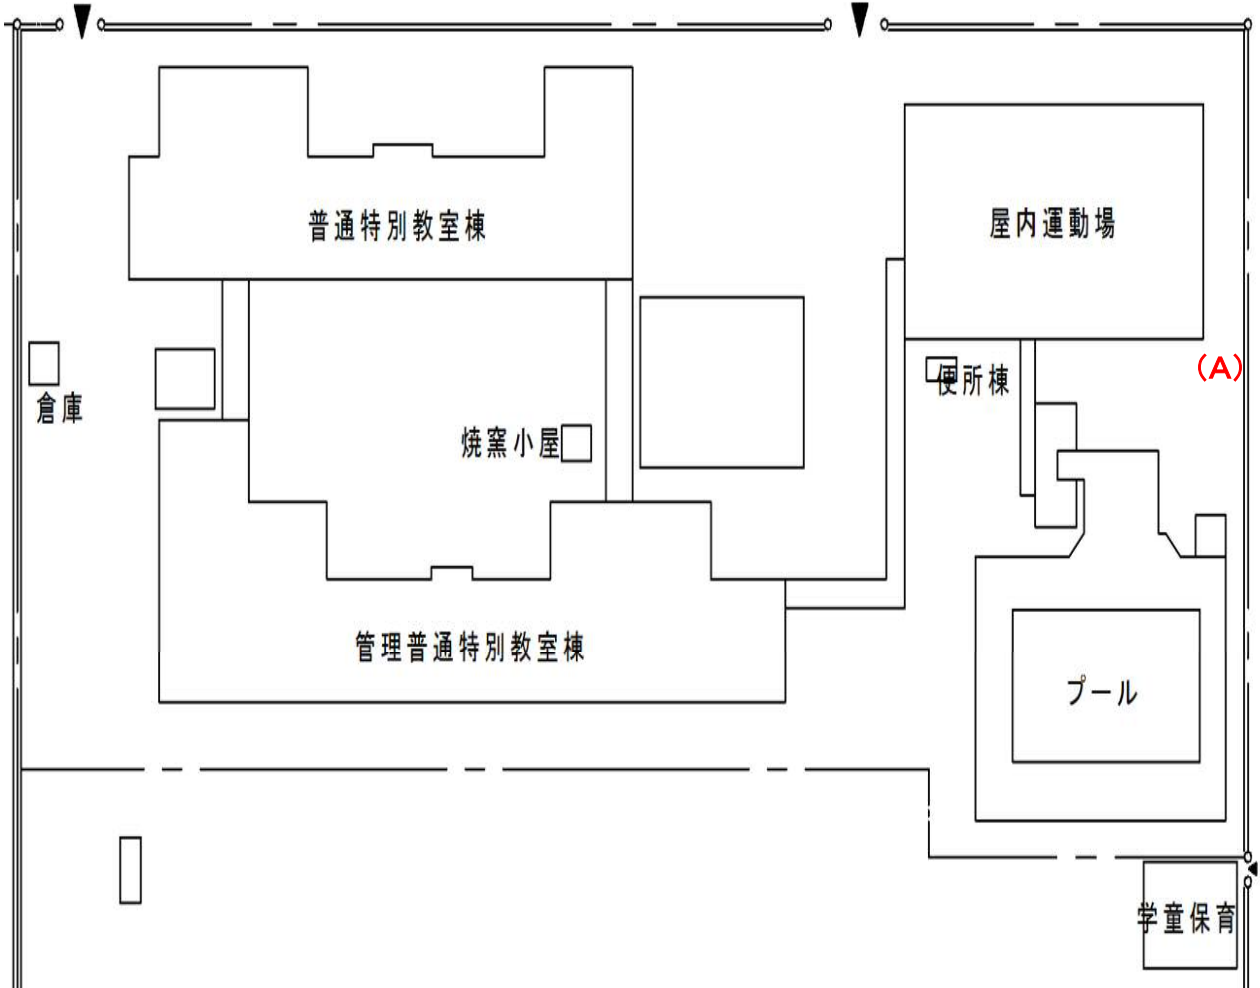 普通特別教室棟
屋内運動場
(A)
便所棟
倉庫
焼窯小屋
管理普通特別教室棟
プール
学童保育